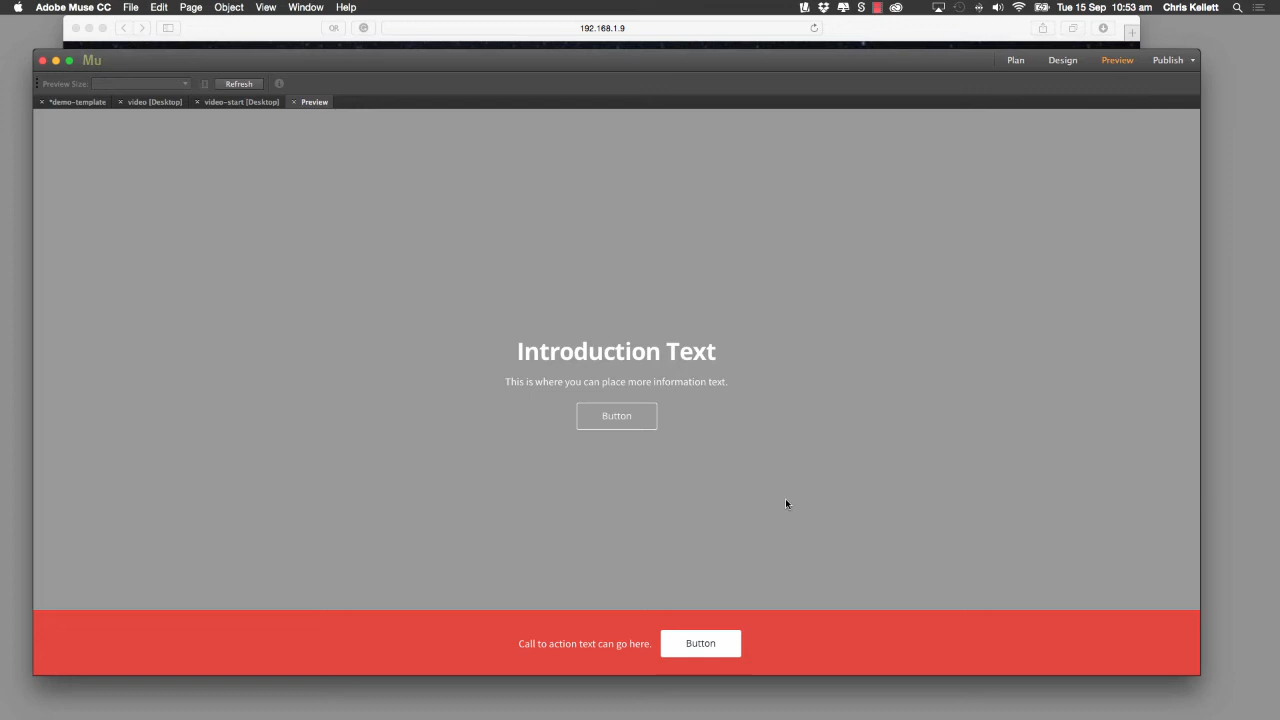 Adobe Muse CC File Edit Page Object View Window Help Tue 15 Sep 10:53 am Chris Kellett
192.168.1.9
Mu Plan Design Preview Publish
Preview Size: Refresh
*demo-template video [Desktop] video-start [Desktop] Preview
Introduction Text
This is where you can place more information text.
Button
Call to action text can go here. Button